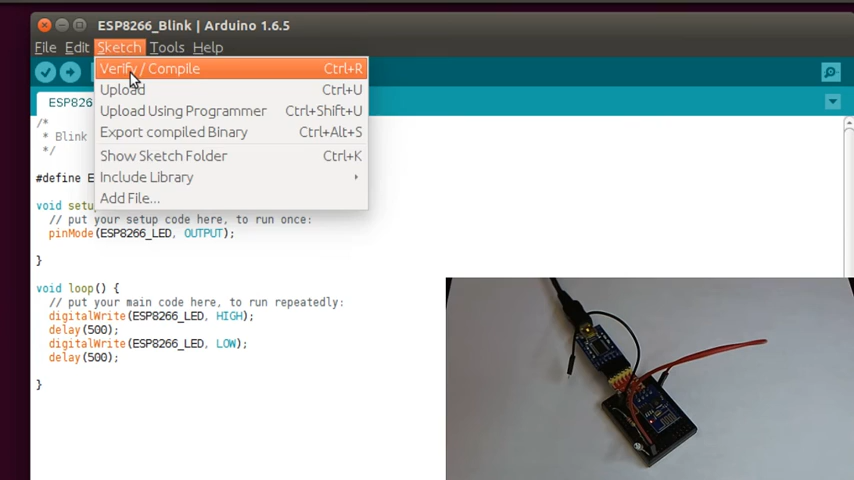 ESP8266_Blink | Arduino 1.6.5
File Edit Sketch Tools Help
Verify / Compile Ctrl+R
Upload Ctrl+U
Upload Using Programmer Ctrl+Shift+U
Export compiled Binary Ctrl+Alt+S
Show Sketch Folder Ctrl+K
Include Library
Add File...
ESP826
/*
* Blink
*/
#define E
void setu
// put your setup code here, to run once:
pinMode(ESP8266_LED, OUTPUT);
}
void loop() {
// put your main code here, to run repeatedly:
digitalWrite(ESP8266_LED, HIGH);
delay(500);
digitalWrite(ESP8266_LED, LOW);
delay(500);
}